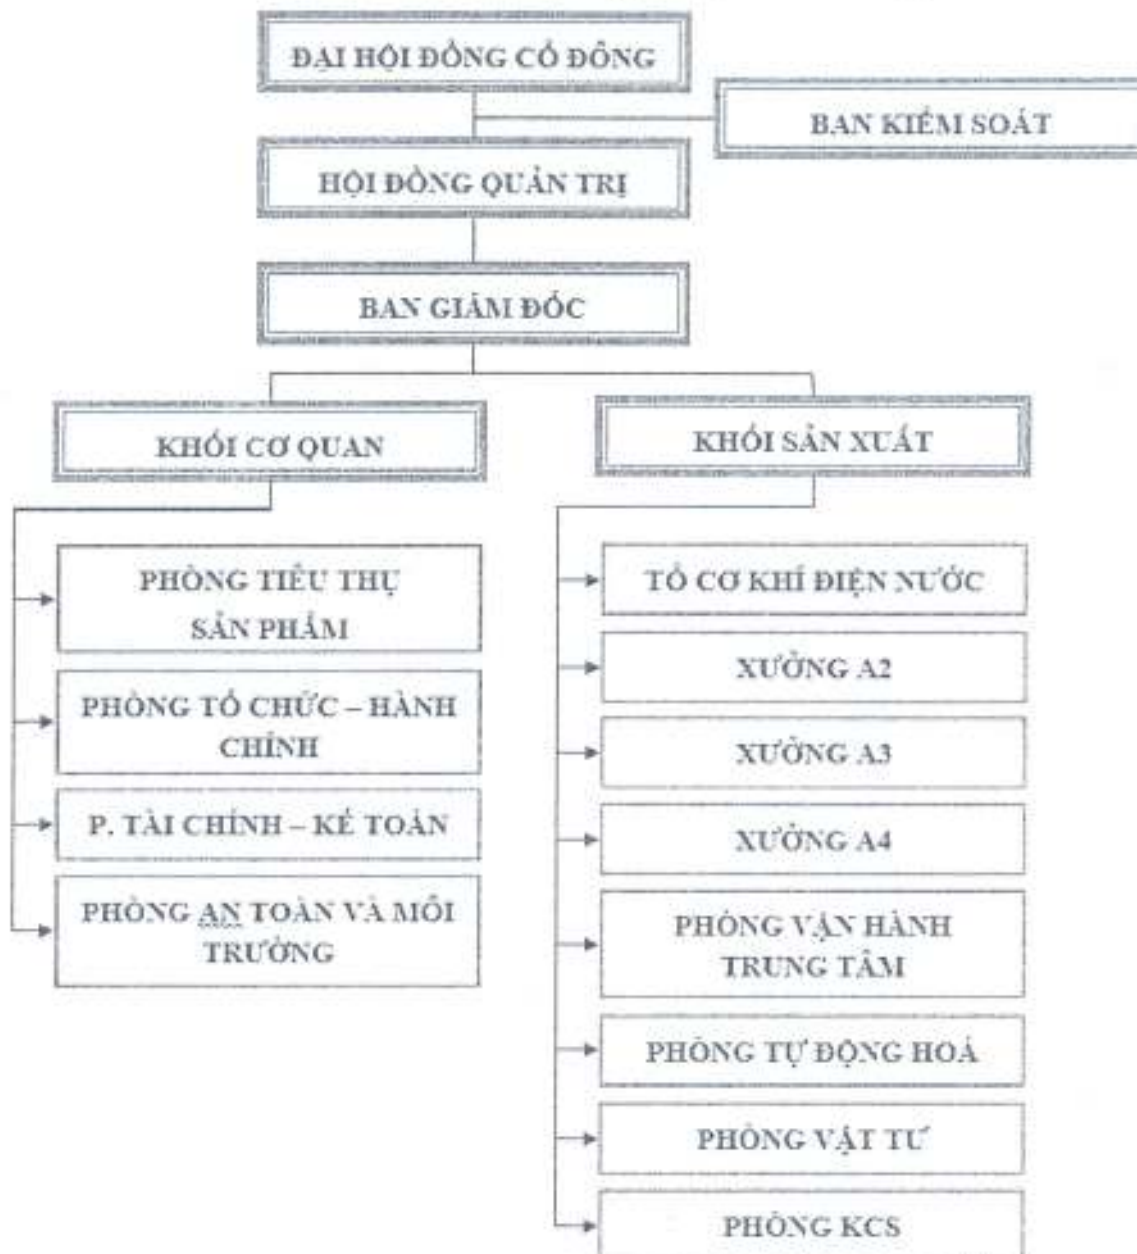 ĐẠI HỘI ĐỒNG CỔ ĐÔNG
BAN KIỂM SOÁT
HỘI ĐỒNG QUẢN TRỊ
BAN GIÁM ĐỐC
KHỐI CƠ QUAN
KHỐI SẢN XUẤT
PHÒNG TIÊU THỤ
SẢN PHẨM
PHÒNG TỔ CHỨC – HÀNH
CHÍNH
P. TÀI CHÍNH – KẾ TOÁN
PHÒNG AN TOÀN VÀ MÔI
TRƯỜNG
TỔ CƠ KHÍ ĐIỆN NƯỚC
XƯỞNG A2
XƯỞNG A3
XƯỞNG A4
PHÒNG VẬN HÀNH
TRUNG TÂM
PHÒNG TỰ ĐỘNG HOÁ
PHÒNG VẬT TƯ
PHÒNG KCS